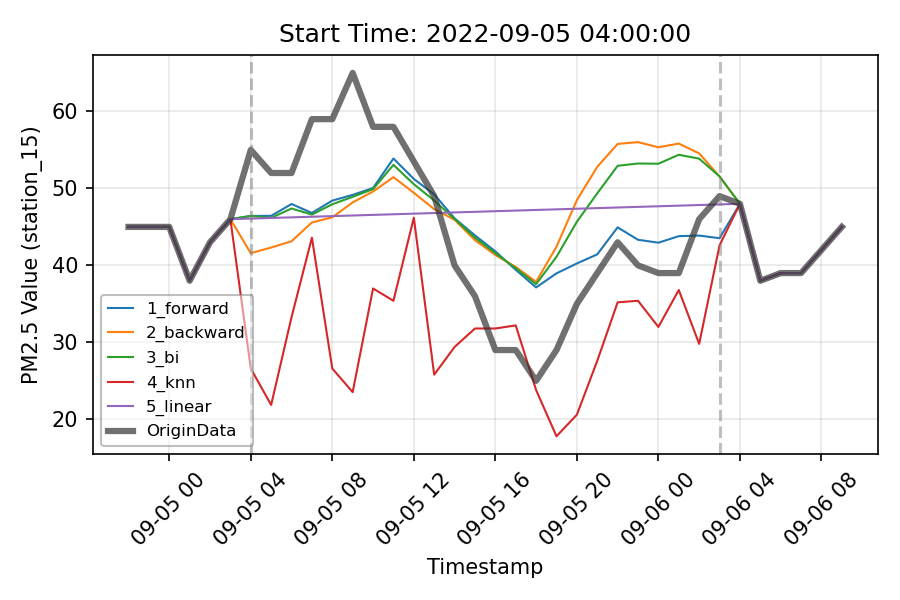 Start Time: 2022-09-05 04:00:00
PM2.5 Value (station_15)
60
50
40
30
20
1_forward
2_backward
3_bi
4_knn
5_linear
OriginData
09-05 00
09-05 04
09-05 08
09-05 12
09-05 16
09-05 20
09-06 00
09-06 04
09-06 08
Timestamp